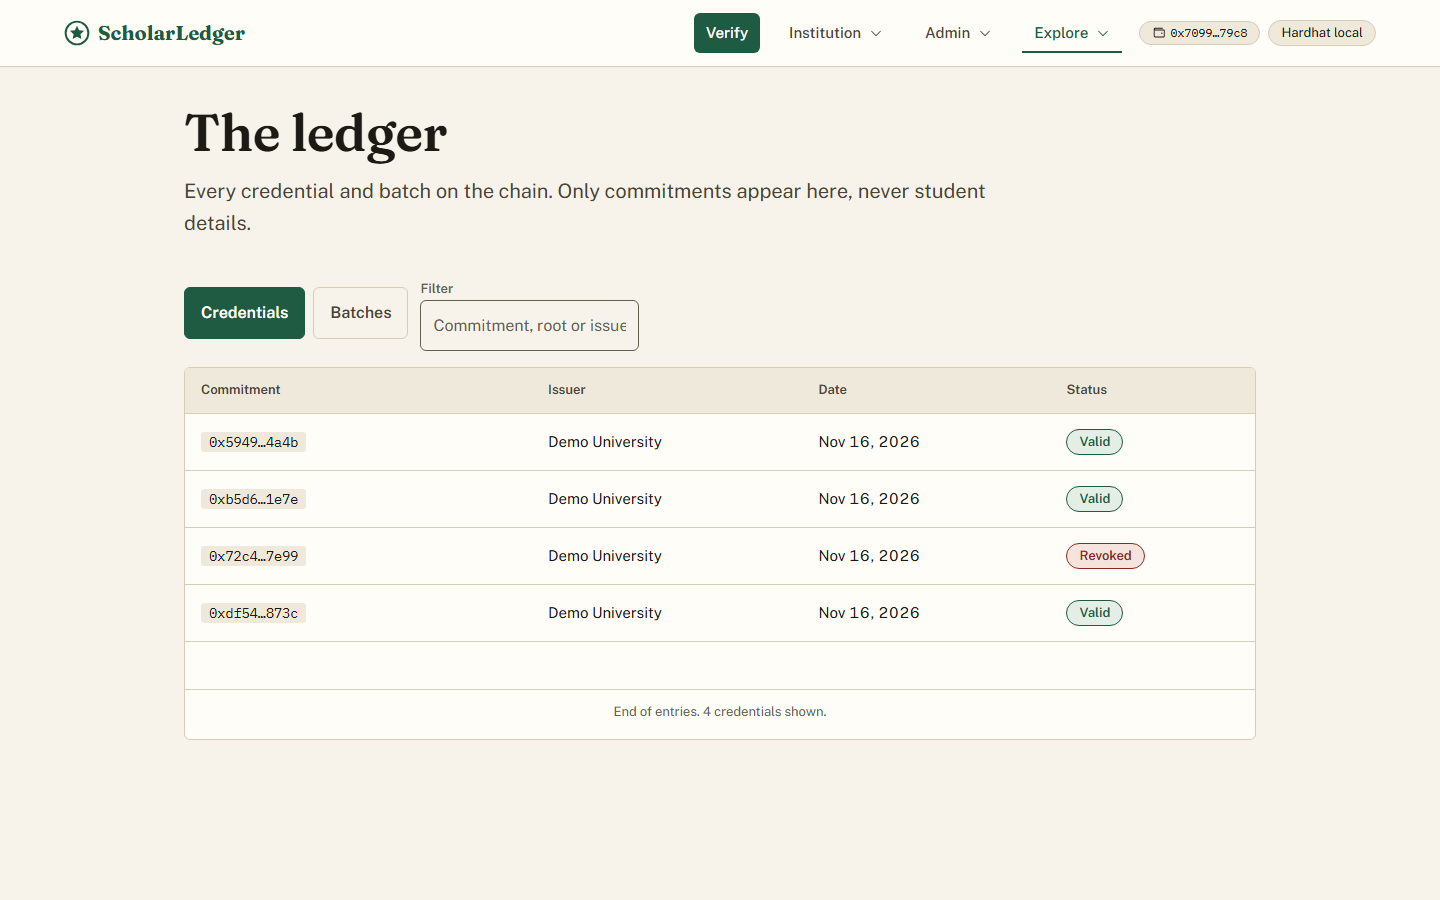 ScholarLedger
Verify
Institution
Admin
Explore
0x7099…79c8
Hardhat local
The ledger
Every credential and batch on the chain. Only commitments appear here, never student
details.
Credentials
Batches
Filter
Commitment, root or issue
Commitment Issuer Date Status
0x5949…4a4b Demo University Nov 16, 2026 Valid
0xb5d6…1e7e Demo University Nov 16, 2026 Valid
0x72c4…7e99 Demo University Nov 16, 2026 Revoked
0xdf54…873c Demo University Nov 16, 2026 Valid
End of entries. 4 credentials shown.